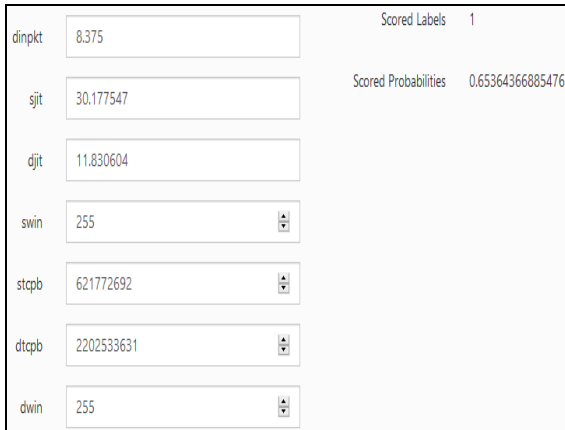 dinpkt 8.375
sjit 30.177547
djit 11.830604
swin 255
stcpb 621772692
dtcpb 2202533631
dwin 255
Scored Labels 1
Scored Probabilities 0.65364366885476